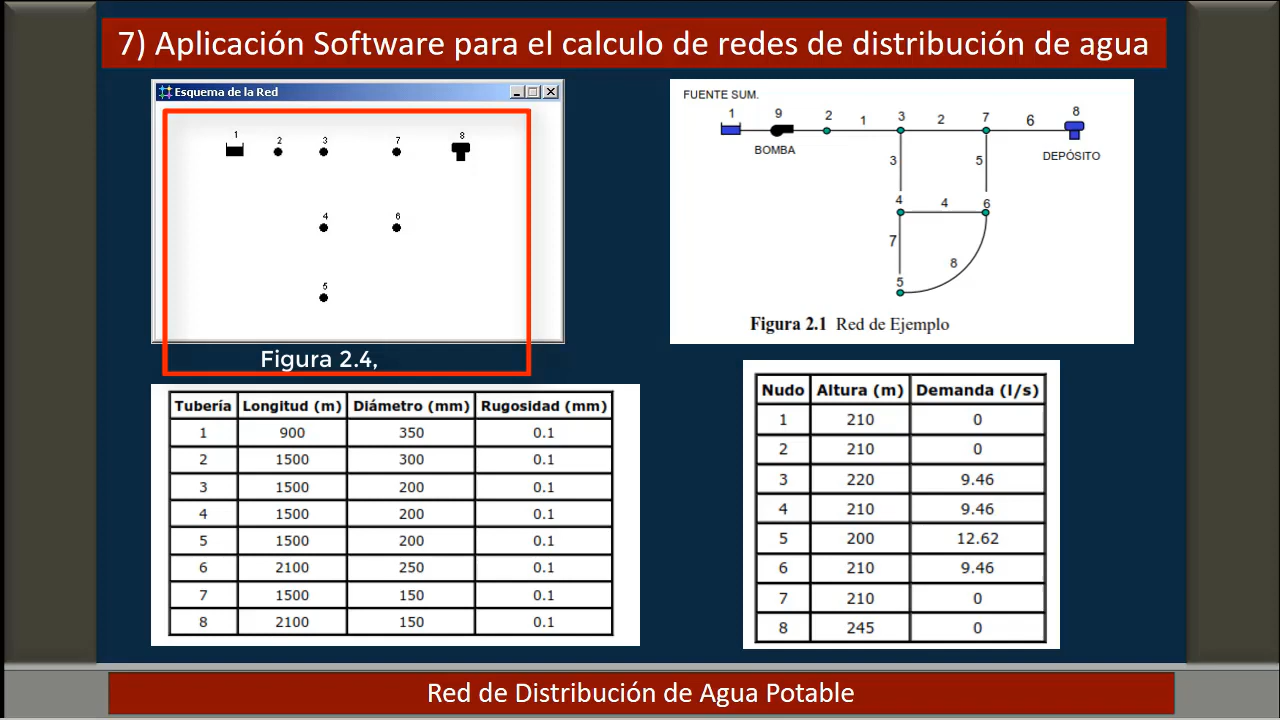 7) Aplicación Software para el calculo de redes de distribución de agua
Esquema de la Red
1 2 3 7 8
4 6
5
Figura 2.4,
FUENTE SUM.
1 9 2 1 3 2 7 6 8
BOMBA
DEPÓSITO
3 5
4 4 6
7
8
5
Figura 2.1 Red de Ejemplo
Tubería Longitud (m) Diámetro (mm) Rugosidad (mm)
1 900 350 0.1
2 1500 300 0.1
3 1500 200 0.1
4 1500 200 0.1
5 1500 200 0.1
6 2100 250 0.1
7 1500 150 0.1
8 2100 150 0.1
Nudo Altura (m) Demanda (l/s)
1 210 0
2 210 0
3 220 9.46
4 210 9.46
5 200 12.62
6 210 9.46
7 210 0
8 245 0
Red de Distribución de Agua Potable